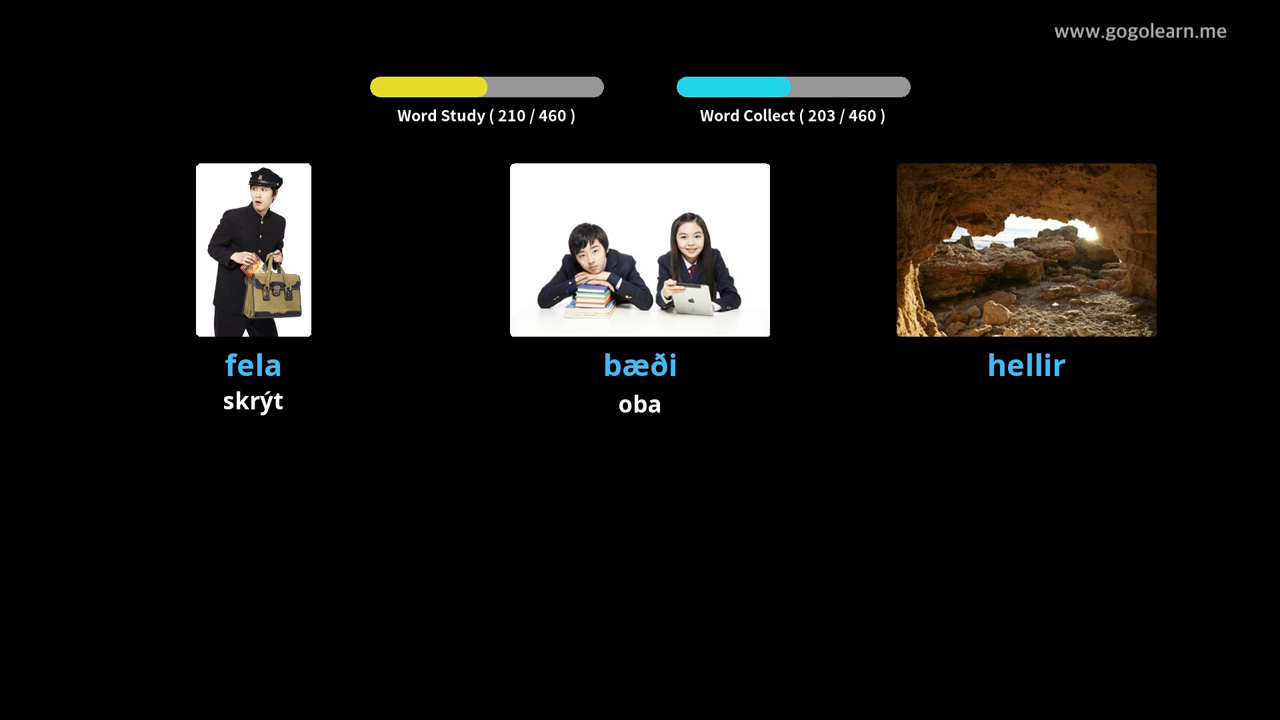 www.gogolearn.me
Word Study ( 210 / 460 )
Word Collect ( 203 / 460 )
fela
skrýt
bæði
oba
hellir